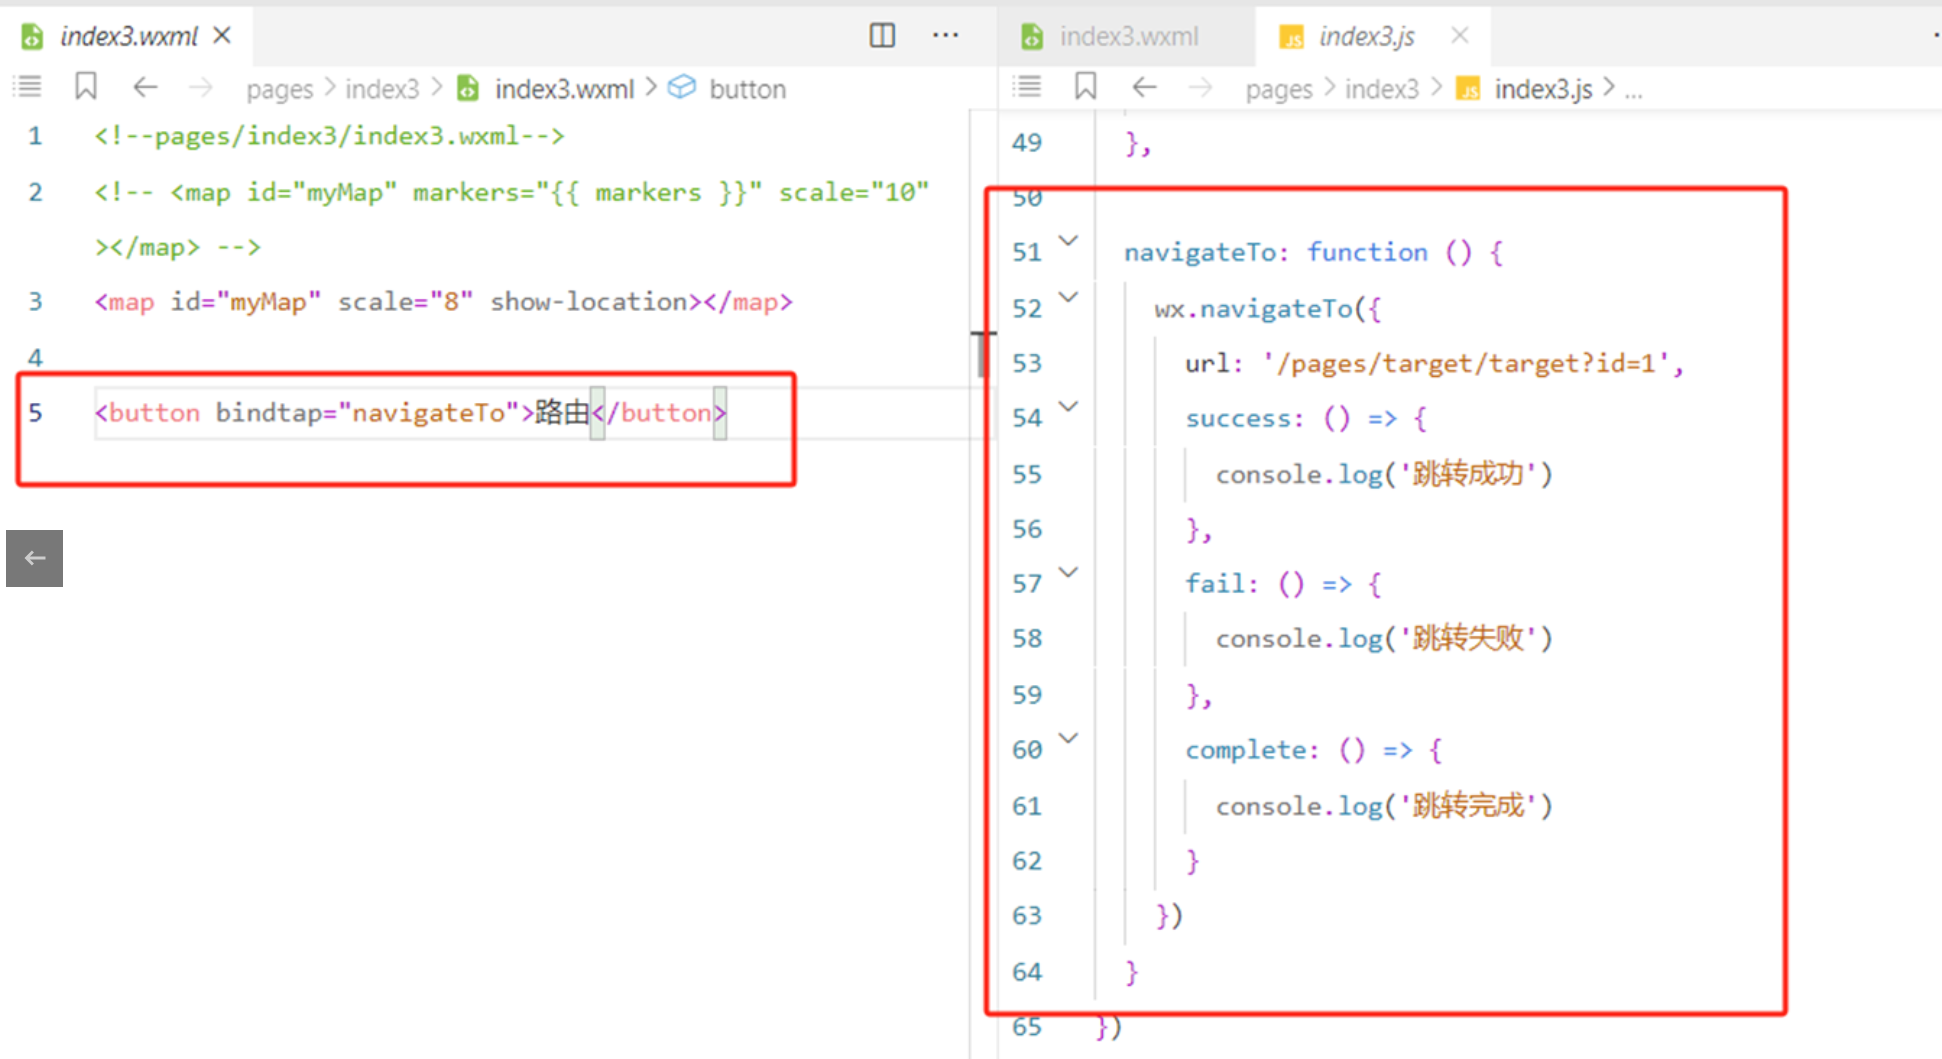 index3.wxml
pages > index3 > index3.wxml > button
1 <!--pages/index3/index3.wxml-->
2 <!-- <map id="myMap" markers="{{ markers }}" scale="10"
></map> -->
3 <map id="myMap" scale="8" show-location></map>
4
5 <button bindtap="navigateTo">路由</button>
index3.wxml
JS index3.js
pages > index3 > JS index3.js > ...
49 },
50
51 navigateTo: function () {
52 wx.navigateTo({
53 url: '/pages/target/target?id=1',
54 success: () => {
55 console.log('跳转成功')
56 },
57 fail: () => {
58 console.log('跳转失败')
59 },
60 complete: () => {
61 console.log('跳转完成')
62 }
63 })
64 }
65 })